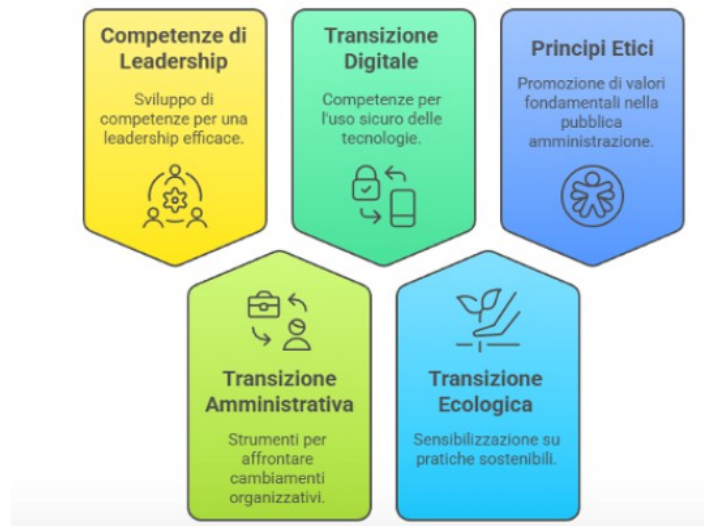 Competenze di
Leadership
Sviluppo di
competenze per una
leadership efficace.
Transizione
Digitale
Competenze per
l'uso sicuro delle
tecnologie.
Principi Etici
Promozione di valori
fondamentali nella
pubblica
amministrazione.
Transizione
Amministrativa
Strumenti per
affrontare
cambiamenti
organizzativi.
Transizione
Ecologica
Sensibilizzazione su
pratiche sostenibili.